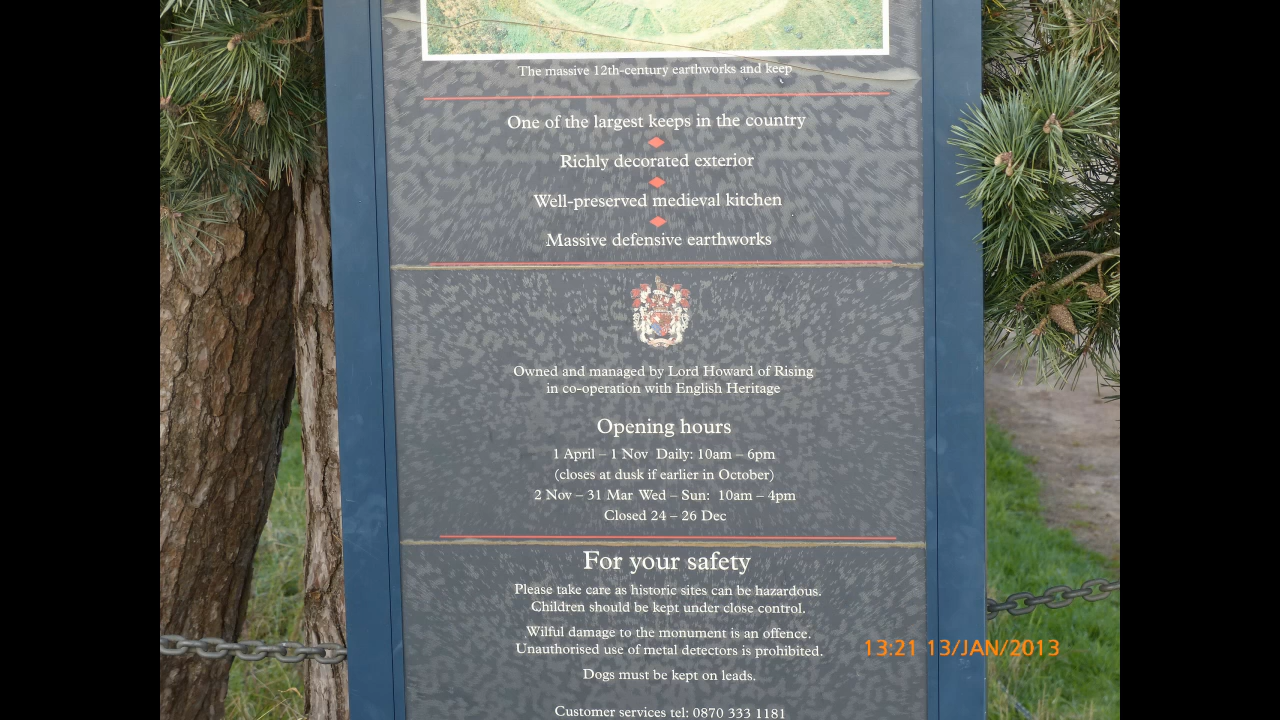 The massive 12th-century earthworks and keep
One of the largest keeps in the country
Richly decorated exterior
Well-preserved medieval kitchen
Massive defensive earthworks
Owned and managed by Lord Howard of Rising
in co-operation with English Heritage
Opening hours
1 April – 1 Nov Daily: 10am – 6pm
(closes at dusk if earlier in October)
2 Nov – 31 Mar Wed – Sun: 10am – 4pm
Closed 24 – 26 Dec
For your safety
Please take care as historic sites can be hazardous.
Children should be kept under close control.
Wilful damage to the monument is an offence.
Unauthorised use of metal detectors is prohibited.
13:21 13/JAN/2013
Dogs must be kept on leads.
Customer services tel: 0870 333 1181